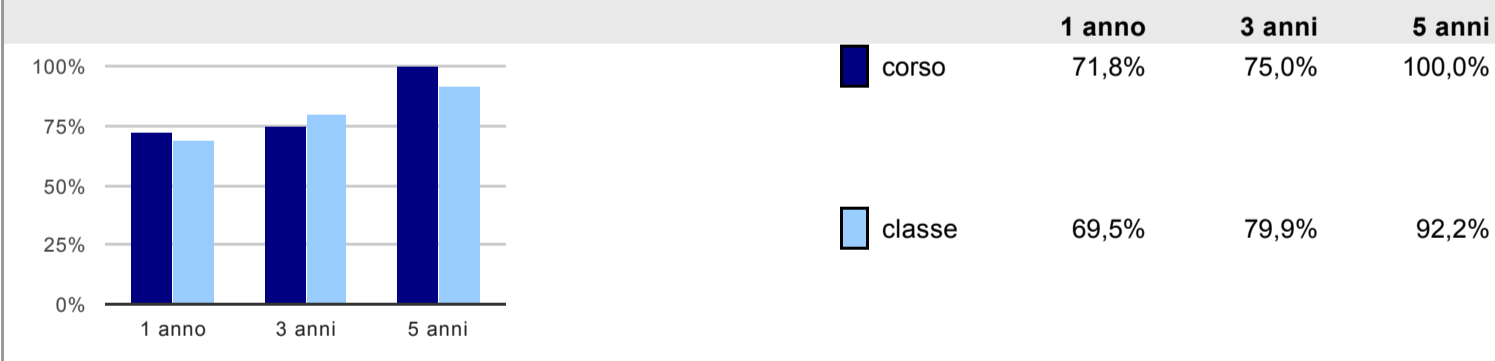 1 anno 3 anni 5 anni
100%
75%
50%
25%
0%
1 anno 3 anni 5 anni
corso 71,8% 75,0% 100,0%
classe 69,5% 79,9% 92,2%